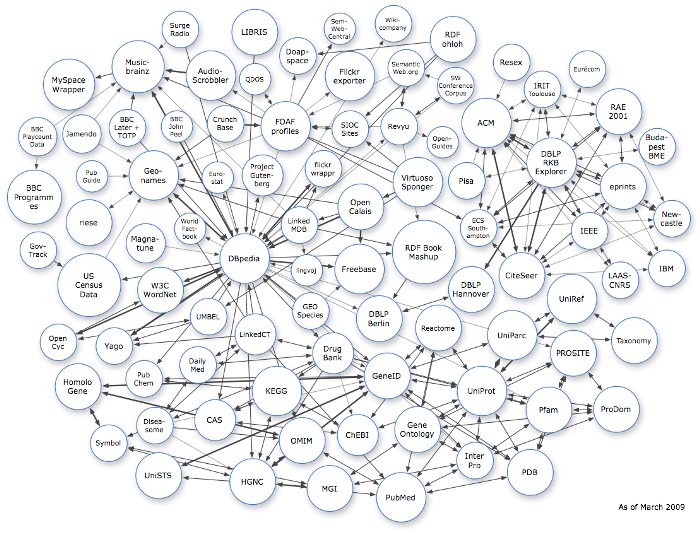 Surge
Radio
LIBRIS
Sem-
Web-
Central
Wiki-
company
RDF
ohloh
Doap-
space
Music-
brainz
Audio-
Scrobbler
QDOS
Flickr
exporter
Semantic
Web.org
Resex
Eurécom
MySpace
Wrapper
SW
Conference
Corpus
IRIT
Toulouse
BBC
Playcount
Data
Jamendo
BBC
Later +
TOTP
BBC
John
Peel
Crunch
Base
FOAF
profiles
SIOC
Sites
Revyu
Open-
Guides
ACM
RAE
2001
DBLP
RKB
Explorer
Buda-
pest
BME
BBC
Programm
es
Pub
Guide
Geo-
names
Euro-
stat
Project
Guten-
berg
flickr
wrappr
Virtuoso
Sponger
Pisa
eprints
riese
World
Fact-
book
Linked
MDB
Open
Calais
ECS
South-
ampton
IEEE
New-
castle
Gov-
Track
Magna-
tune
DBpedia
RDF Book
Mashup
US
Census
Data
W3C
WordNet
lingvoj
Freebase
CiteSeer
LAAS-
CNRS
IBM
DBLP
Hannover
UniRef
GEO
Species
DBLP
Berlin
UMBEL
Open
Cyc
Yago
LinkedCT
Reactome
UniParc
Taxonomy
Drug
Bank
PROSITE
Daily
Med
Pub
Chem
Homolo
Gene
KEGG
GeneID
UniProt
Pfam
ProDom
Disea-
some
CAS
ChEBI
Gene
Ontology
Symbol
OMIM
Inter
Pro
UniSTS
HGNC
MGI
PubMed
PDB
As of March 2009